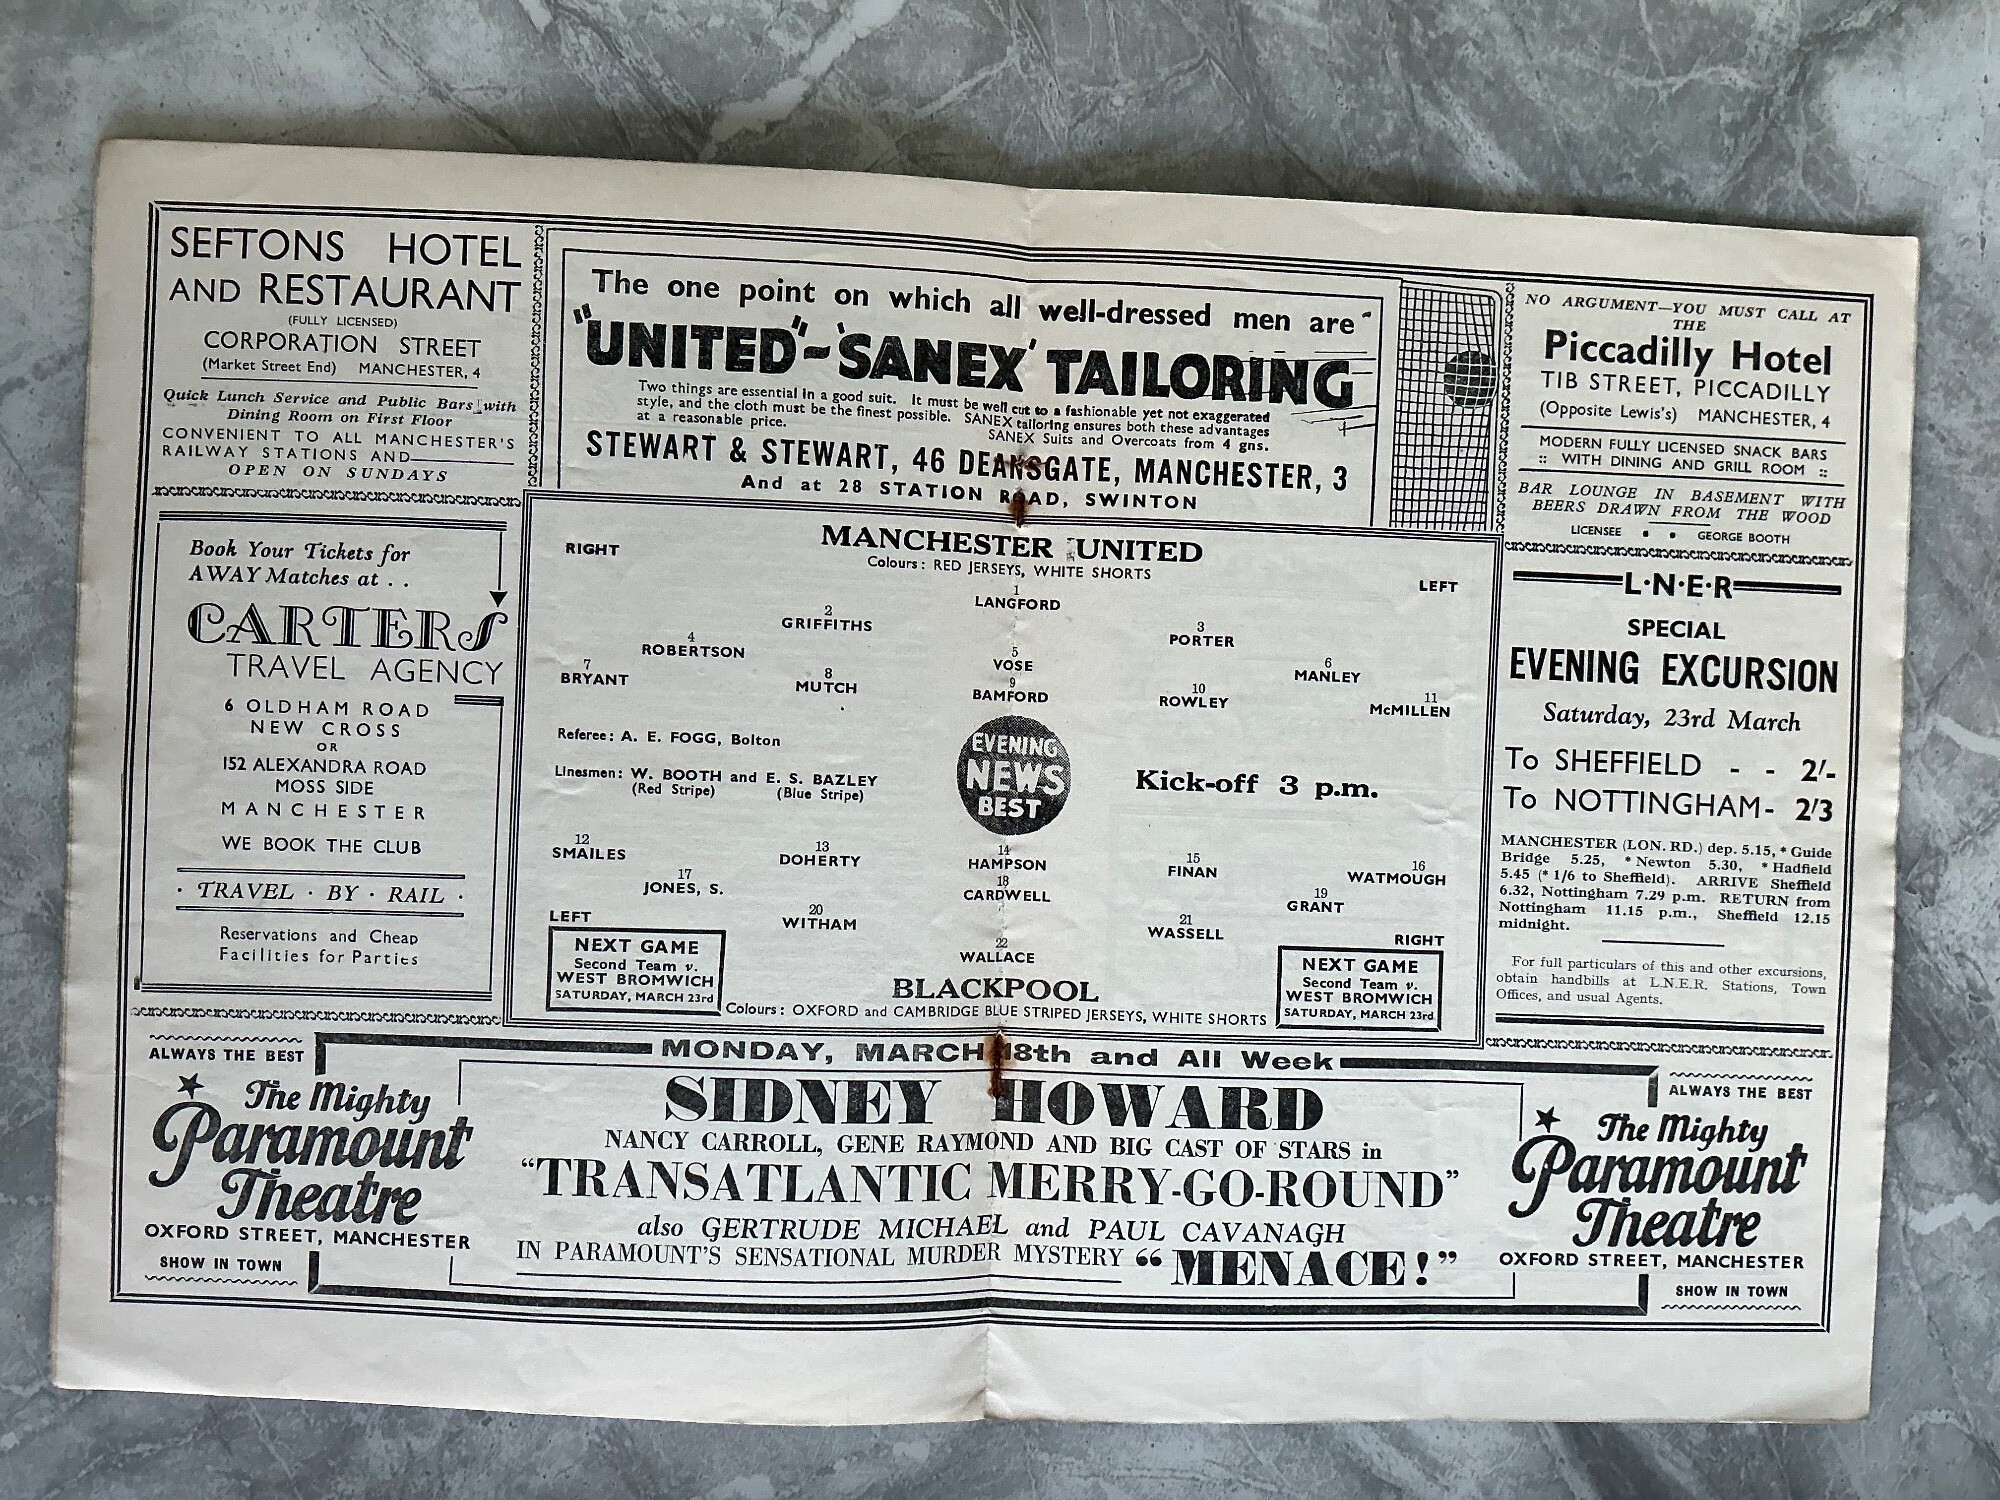 SEFTONS HOTEL
AND RESTAURANT
(FULLY LICENSED)
CORPORATION STREET
(Market Street End) MANCHESTER, 4
Quick Lunch Service and Public Bars with
Dining Room on First Floor
CONVENIENT TO ALL MANCHESTER'S
RAILWAY STATIONS AND
OPEN ON SUNDAYS
The one point on which all well-dressed men are
"UNITED"-'SANEX' TAILORING
Two things are essential in a good suit. It must be well cut to a fashionable yet not exaggerated
style, and the cloth must be the finest possible. SANEX tailoring ensures both these advantages
at a reasonable price. SANEX Suits and Overcoats from 4 gns.
STEWART & STEWART, 46 DEANSGATE, MANCHESTER, 3
And at 28 STATION ROAD, SWINTON
NO ARGUMENT—YOU MUST CALL AT
THE
Piccadilly Hotel
TIB STREET, PICCADILLY
(Opposite Lewis's) MANCHESTER, 4
MODERN FULLY LICENSED SNACK BARS
:: WITH DINING AND GRILL ROOM ::
BAR LOUNGE IN BASEMENT WITH
BEERS DRAWN FROM THE WOOD
LICENSEE • • GEORGE BOOTH
Book Your Tickets for
AWAY Matches at . .
CARTERS
TRAVEL AGENCY
6 OLDHAM ROAD
NEW CROSS
OR
152 ALEXANDRA ROAD
MOSS SIDE
MANCHESTER
WE BOOK THE CLUB
· TRAVEL · BY · RAIL ·
Reservations and Cheap
Facilities for Parties
MANCHESTER UNITED
Colours: RED JERSEYS, WHITE SHORTS
RIGHT
LEFT
1
LANGFORD
2
GRIFFITHS
3
PORTER
4
ROBERTSON
5
VOSE
6
MANLEY
7
BRYANT
8
MUTCH
9
BAMFORD
10
ROWLEY
11
McMILLEN
Referee: A. E. FOGG, Bolton
Linesmen: W. BOOTH and E. S. BAZLEY
(Red Stripe) (Blue Stripe)
EVENING
NEWS
BEST
Kick-off 3 p.m.
12
SMAILES
13
DOHERTY
14
HAMPSON
15
FINAN
16
WATMOUGH
17
JONES, S.
18
CARDWELL
19
GRANT
20
WITHAM
21
WASSELL
22
WALLACE
LEFT
RIGHT
NEXT GAME
Second Team v.
WEST BROMWICH
SATURDAY, MARCH 23rd
BLACKPOOL
Colours: OXFORD and CAMBRIDGE BLUE STRIPED JERSEYS, WHITE SHORTS
NEXT GAME
Second Team v.
WEST BROMWICH
SATURDAY, MARCH 23rd
L·N·E·R
SPECIAL
EVENING EXCURSION
Saturday, 23rd March
To SHEFFIELD - - 2/-
To NOTTINGHAM- 2/3
MANCHESTER (LON. RD.) dep. 5.15, *Guide
Bridge 5.25, *Newton 5.30, *Hadfield
5.45 (* 1/6 to Sheffield). ARRIVE Sheffield
6.32, Nottingham 7.29 p.m. RETURN from
Nottingham 11.15 p.m., Sheffield 12.15
midnight.
For full particulars of this and other excursions,
obtain handbills at L.N.E.R. Stations, Town
Offices, and usual Agents.
ALWAYS THE BEST
The Mighty
Paramount
Theatre
OXFORD STREET, MANCHESTER
SHOW IN TOWN
MONDAY, MARCH 18th and All Week
SIDNEY HOWARD
NANCY CARROLL, GENE RAYMOND AND BIG CAST OF STARS in
"TRANSATLANTIC MERRY-GO-ROUND"
also GERTRUDE MICHAEL and PAUL CAVANAGH
IN PARAMOUNT'S SENSATIONAL MURDER MYSTERY "MENACE!"
ALWAYS THE BEST
The Mighty
Paramount
Theatre
OXFORD STREET, MANCHESTER
SHOW IN TOWN